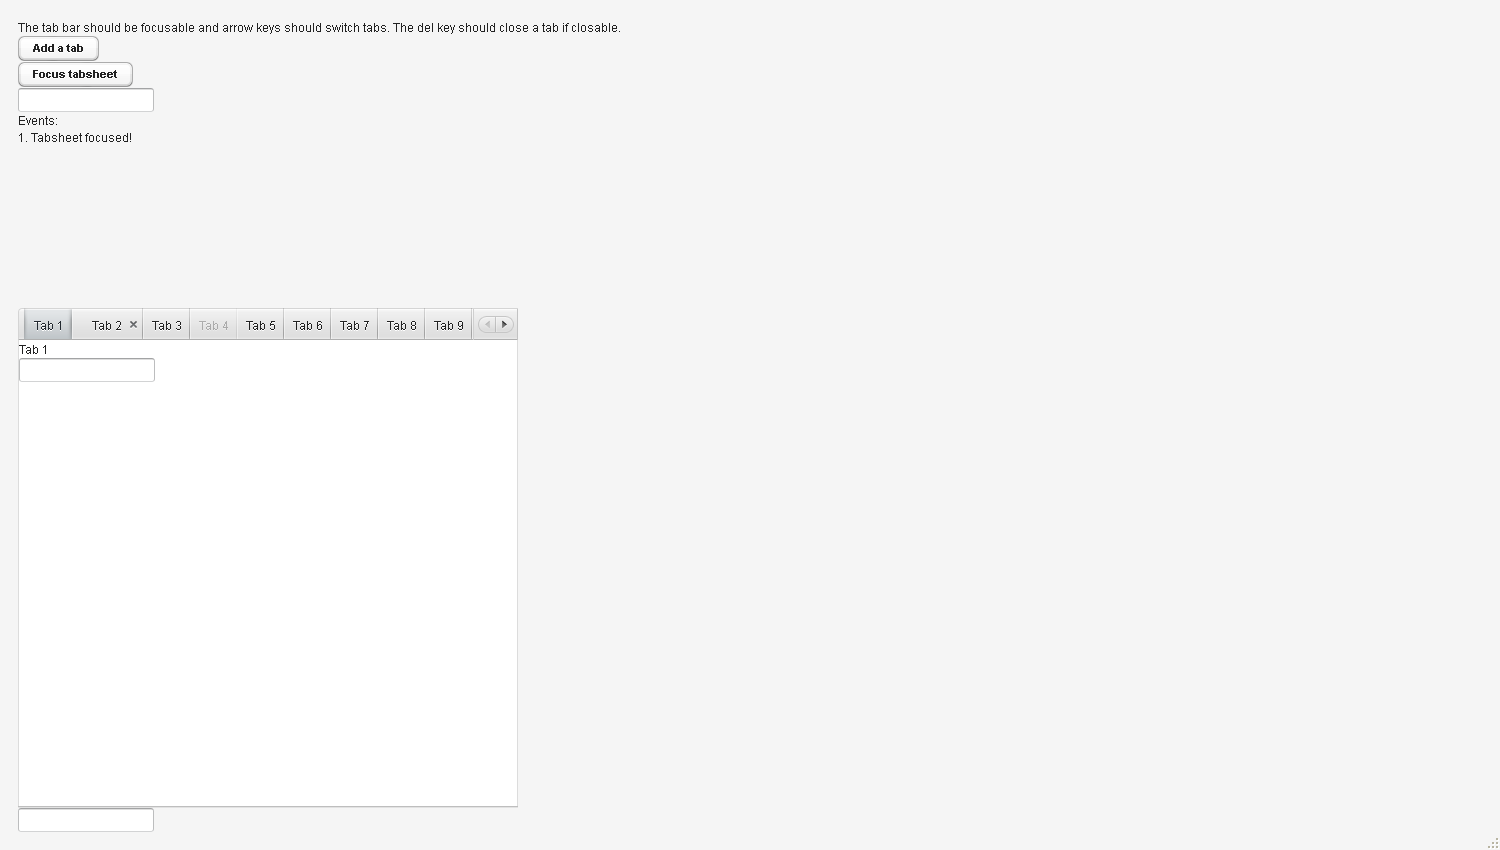 The tab bar should be focusable and arrow keys should switch tabs. The del key should close a tab if closable.
Add a tab
Focus tabsheet
Events:
1. Tabsheet focused!
Tab 1 Tab 2 Tab 3 Tab 4 Tab 5 Tab 6 Tab 7 Tab 8 Tab 9
Tab 1